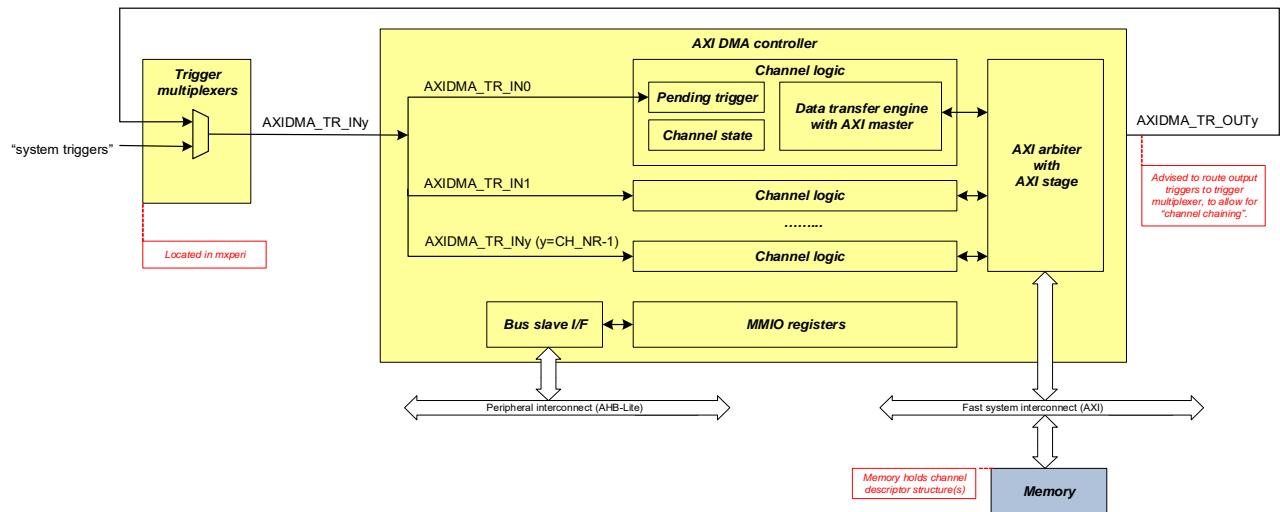 AXI DMA controller
Trigger
multiplexers
Channel logic
AXIDMA_TR_IN0
Pending trigger
Data transfer engine
with AXI master
Channel state
AXIDMA_TR_INy
"system triggers"
AXIDMA_TR_OUTy
AXI arbiter
with
AXI stage
AXIDMA_TR_IN1
Channel logic
.........
Advised to route output
triggers to trigger
multiplexer, to allow for
"channel chaining".
Located in mxperi
AXIDMA_TR_INy (y=CH_NR-1)
Channel logic
Bus slave I/F
MMIO registers
Peripheral interconnect (AHB-Lite)
Fast system interconnect (AXI)
Memory holds channel
descriptor structure(s)
Memory